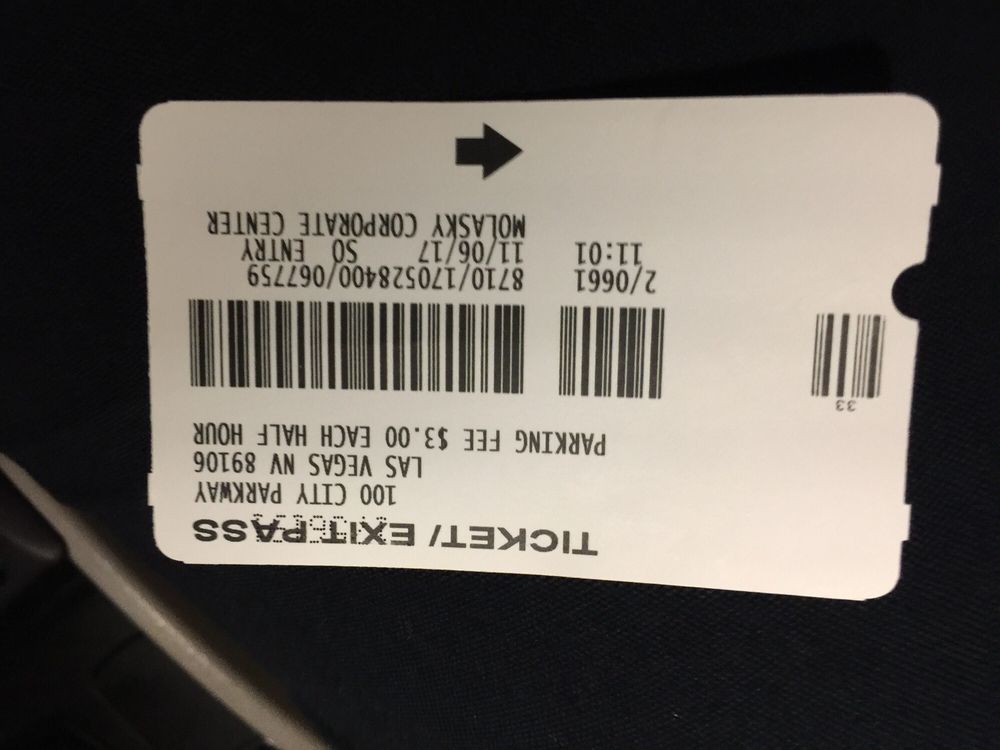 TICKET/ EXIT PASS
100 CITY PARKWAY
LAS VEGAS NV 89106
PARKING FEE $3.00 EACH HALF HOUR
33
2/0661 8710/170528400/067759
11:01 11/06/17 SO ENTRY
MOLASKY CORPORATE CENTER